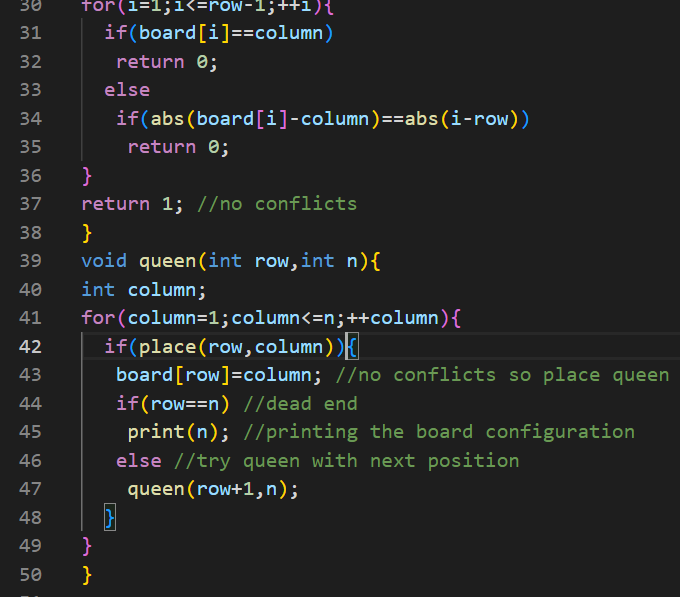 30 for(i=1;i<=row-1;++i){
31 if(board[i]==column)
32 return 0;
33 else
34 if(abs(board[i]-column)==abs(i-row))
35 return 0;
36 }
37 return 1; //no conflicts
38 }
39 void queen(int row,int n){
40 int column;
41 for(column=1;column<=n;++column){
42 if(place(row,column)){
43 board[row]=column; //no conflicts so place queen
44 if(row==n) //dead end
45 print(n); //printing the board configuration
46 else //try queen with next position
47 queen(row+1,n);
48 }
49 }
50 }